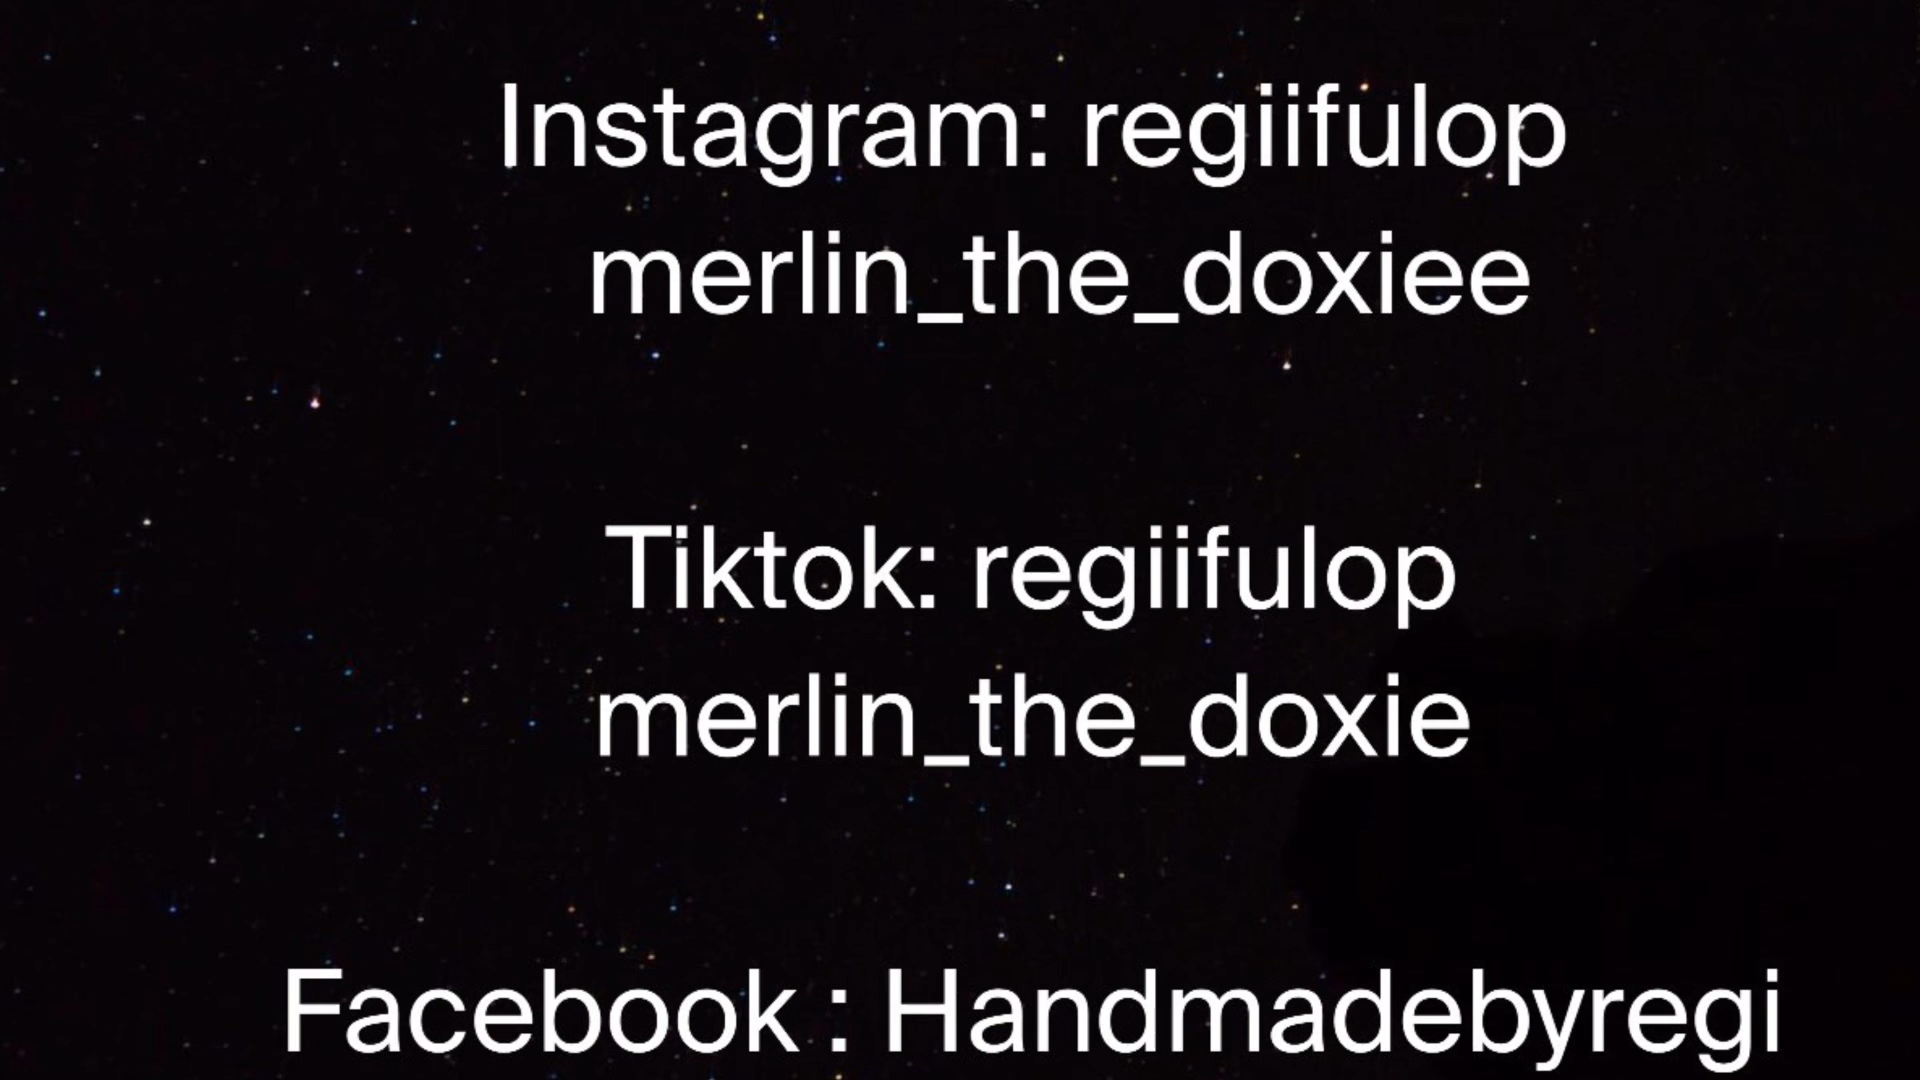 Instagram: regiifulop
merlin_the_doxiee
Tiktok: regiifulop
merlin_the_doxie
Facebook : Handmadebyregi